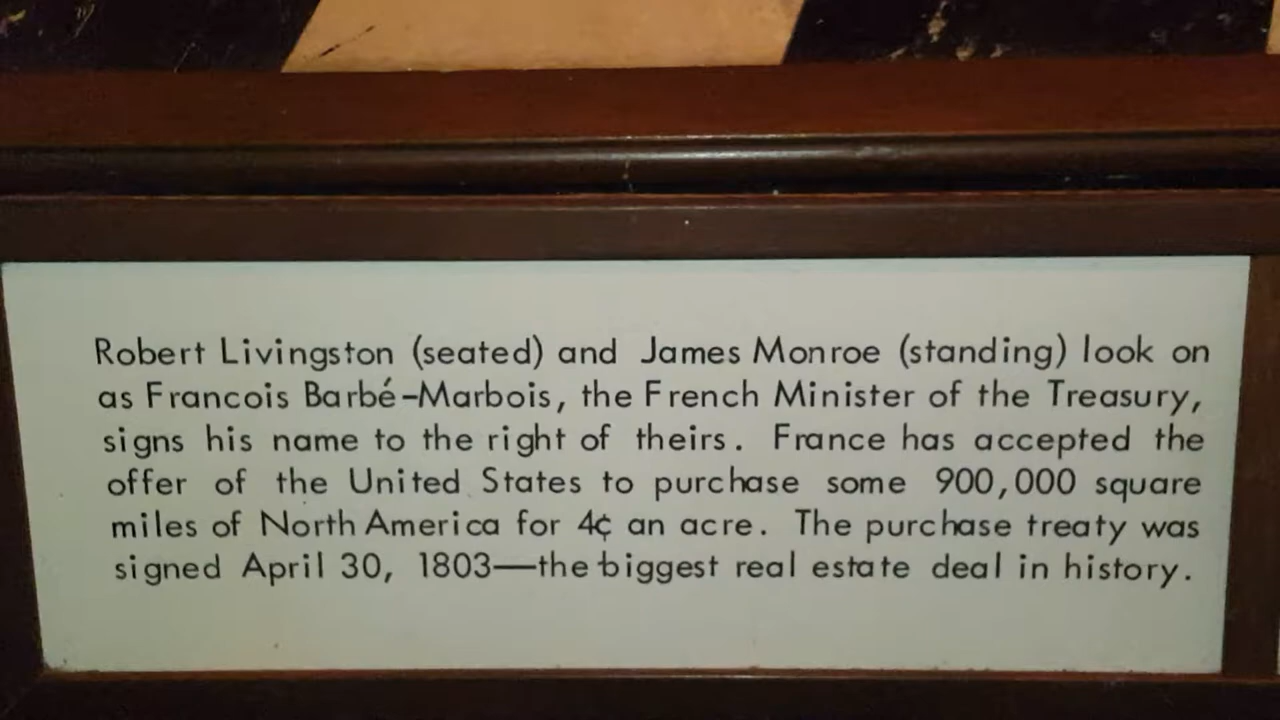 Robert Livingston (seated) and James Monroe (standing) look on
as Francois Barbé-Marbois, the French Minister of the Treasury,
signs his name to the right of theirs. France has accepted the
offer of the United States to purchase some 900,000 square
miles of North America for 4¢ an acre. The purchase treaty was
signed April 30, 1803—the biggest real estate deal in history.